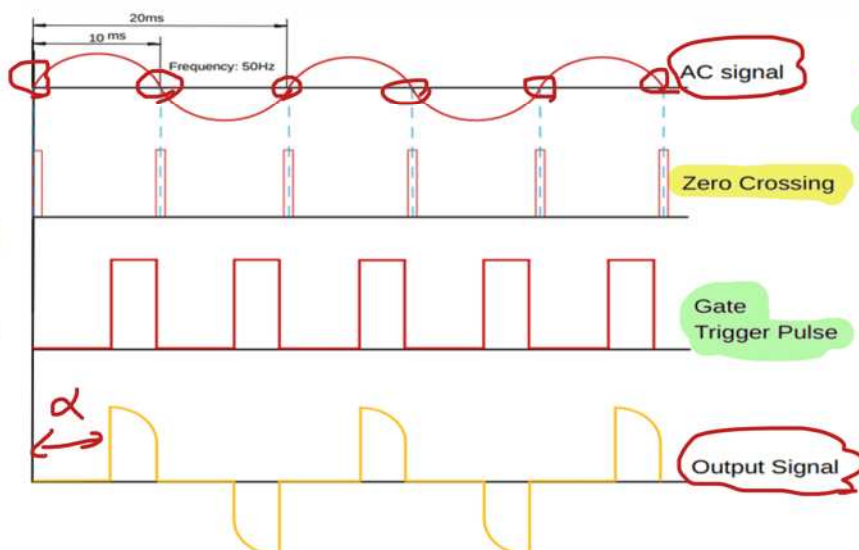 20ms
10 ms
Frequency: 50Hz
AC signal
Zero Crossing
Gate
Trigger Pulse
α
Output Signal